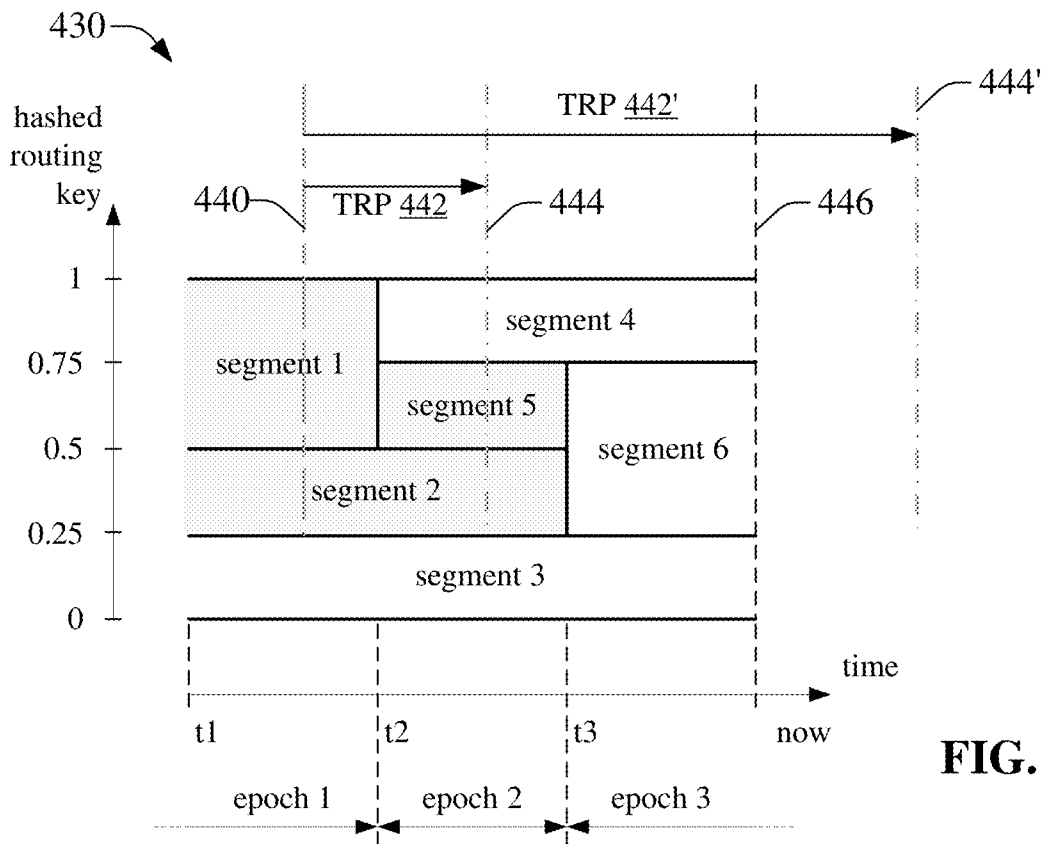 430
444'
TRP 442'
hashed
routing
key
440
TRP 442
444
446
1
segment 4
segment 1
0.75
segment 5
0.5
segment 6
segment 2
0.25
segment 3
0
time
t1
t2
t3
now
FIG.
epoch 1
epoch 2
epoch 3